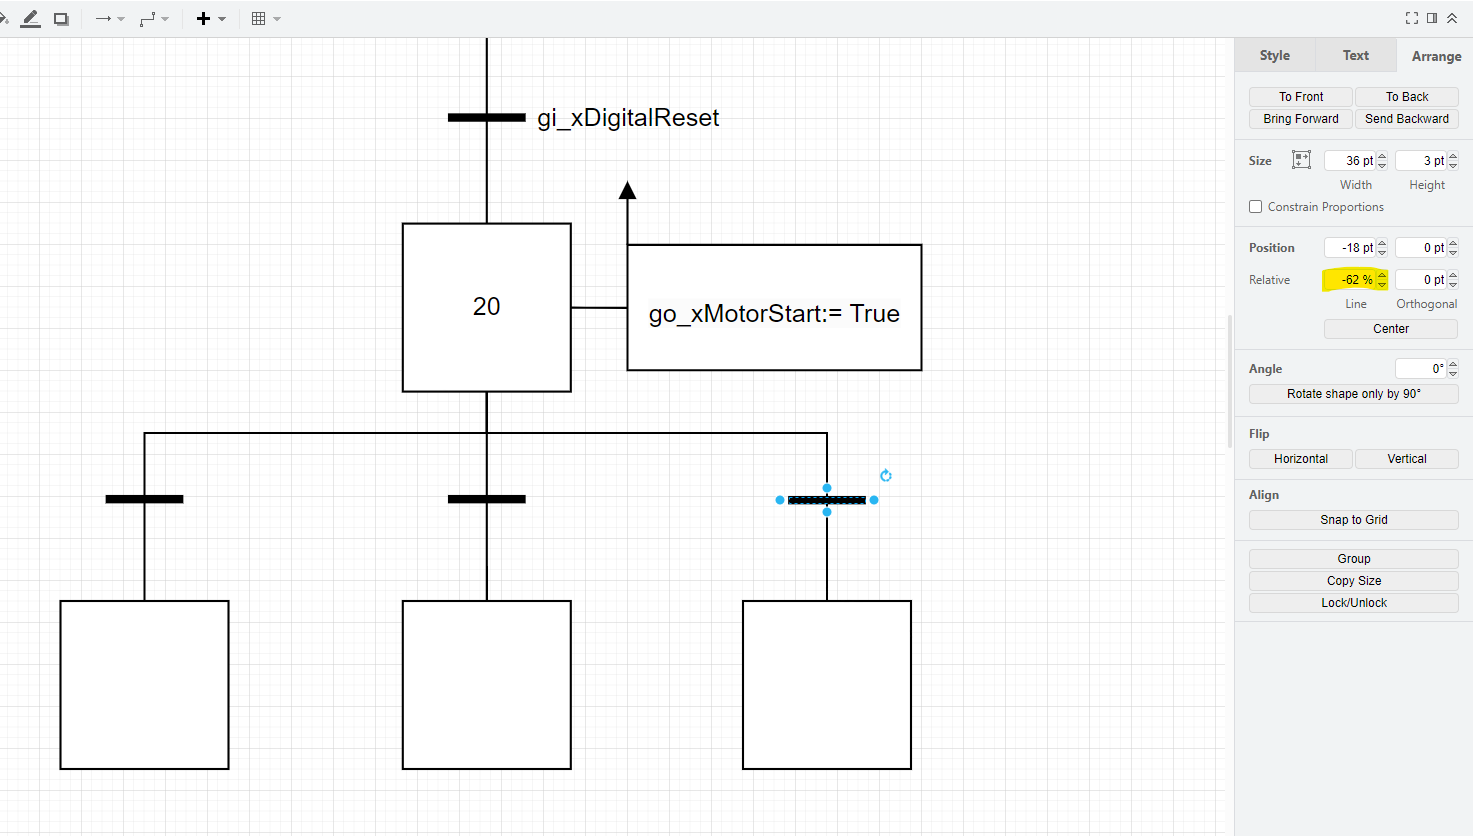 Style Text Arrange
To Front To Back
Bring Forward Send Backward
gi_xDigitalReset
Size 36 pt 3 pt
Width Height
Constrain Proportions
Position -18 pt 0 pt
Relative -62 % 0 pt
Line Orthogonal
20
go_xMotorStart:= True
Center
Angle 0°
Rotate shape only by 90°
Flip
Horizontal Vertical
Align
Snap to Grid
Group
Copy Size
Lock/Unlock